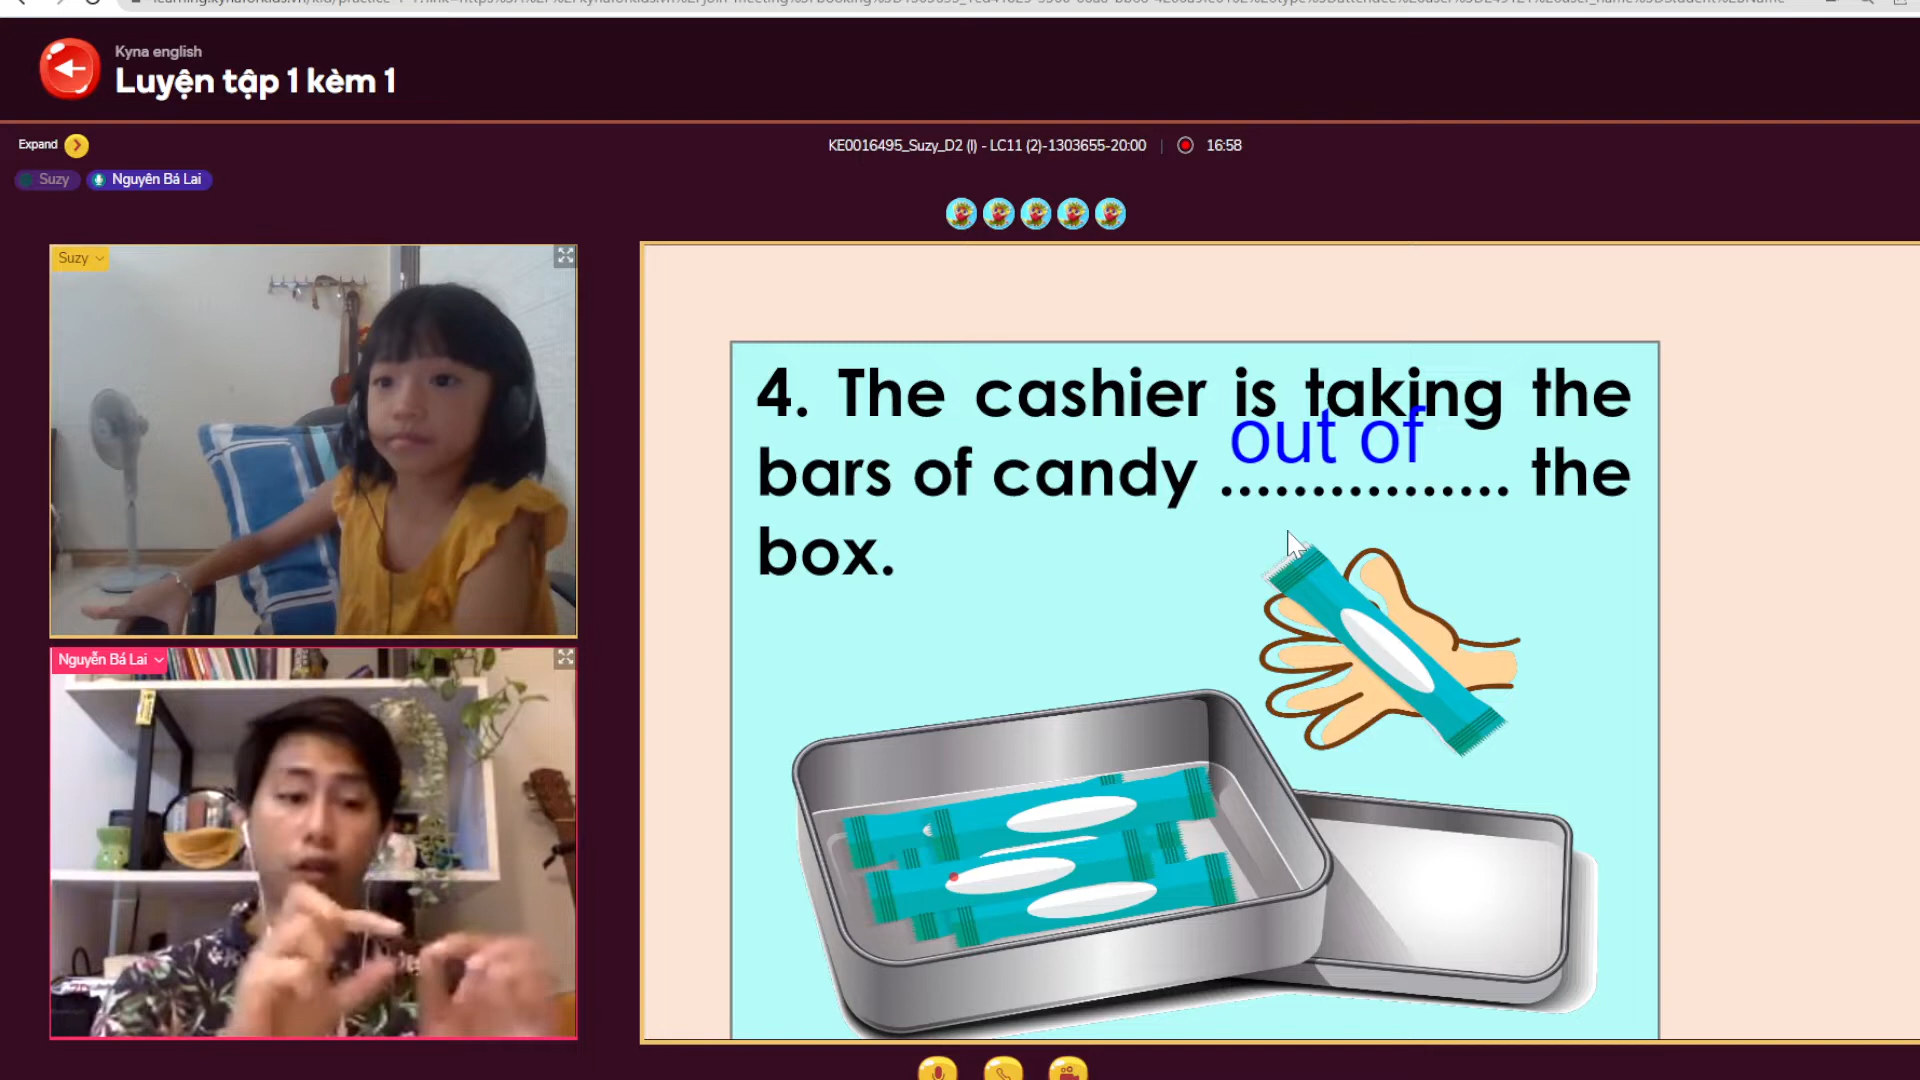 Kyna english
Luyện tập 1 kèm 1
Expand
KE0016495_Suzy_D2 (I) - LC11 (2)-1303655-20:00
16:58
Suzy
Nguyên Bá Lai
Suzy
Nguyễn Bá Lai
4. The cashier is taking the
out of
bars of candy ................ the
box.